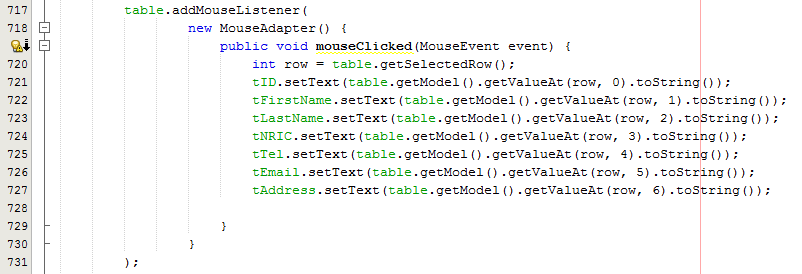 717 table.addMouseListener(
718 new MouseAdapter() {
public void mouseClicked(MouseEvent event) {
720 int row = table.getSelectedRow();
721 tID.setText(table.getModel().getValueAt(row, 0).toString());
722 tFirstName.setText(table.getModel().getValueAt(row, 1).toString());
723 tLastName.setText(table.getModel().getValueAt(row, 2).toString());
724 tNRIC.setText(table.getModel().getValueAt(row, 3).toString());
725 tTel.setText(table.getModel().getValueAt(row, 4).toString());
726 tEmail.setText(table.getModel().getValueAt(row, 5).toString());
727 tAddress.setText(table.getModel().getValueAt(row, 6).toString());
728
729 }
730 }
731 );